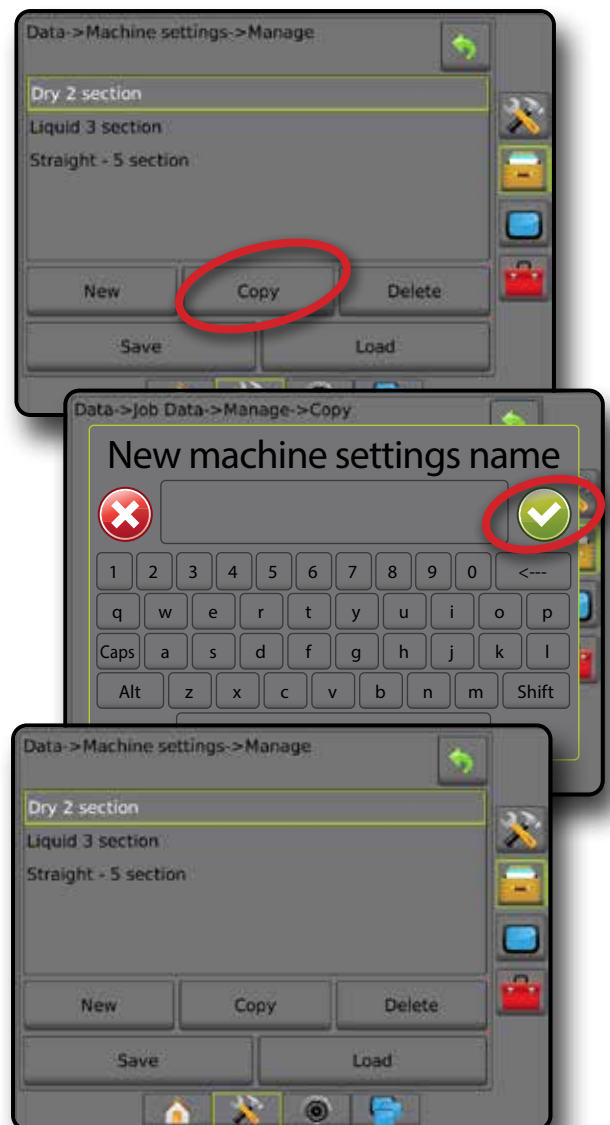 Data->Machine settings->Manage
Dry 2 section
Liquid 3 section
Straight - 5 section
New Copy Delete
Save Load
Data->Job Data->Manage->Copy
New machine settings name
1 2 3 4 5 6 7 8 9 0 <---
q w e r t y u i o p
Caps a s d f g h j k l
Alt z x c v b n m Shift
Data->Machine settings->Manage
Dry 2 section
Liquid 3 section
Straight - 5 section
New Copy Delete
Save Load